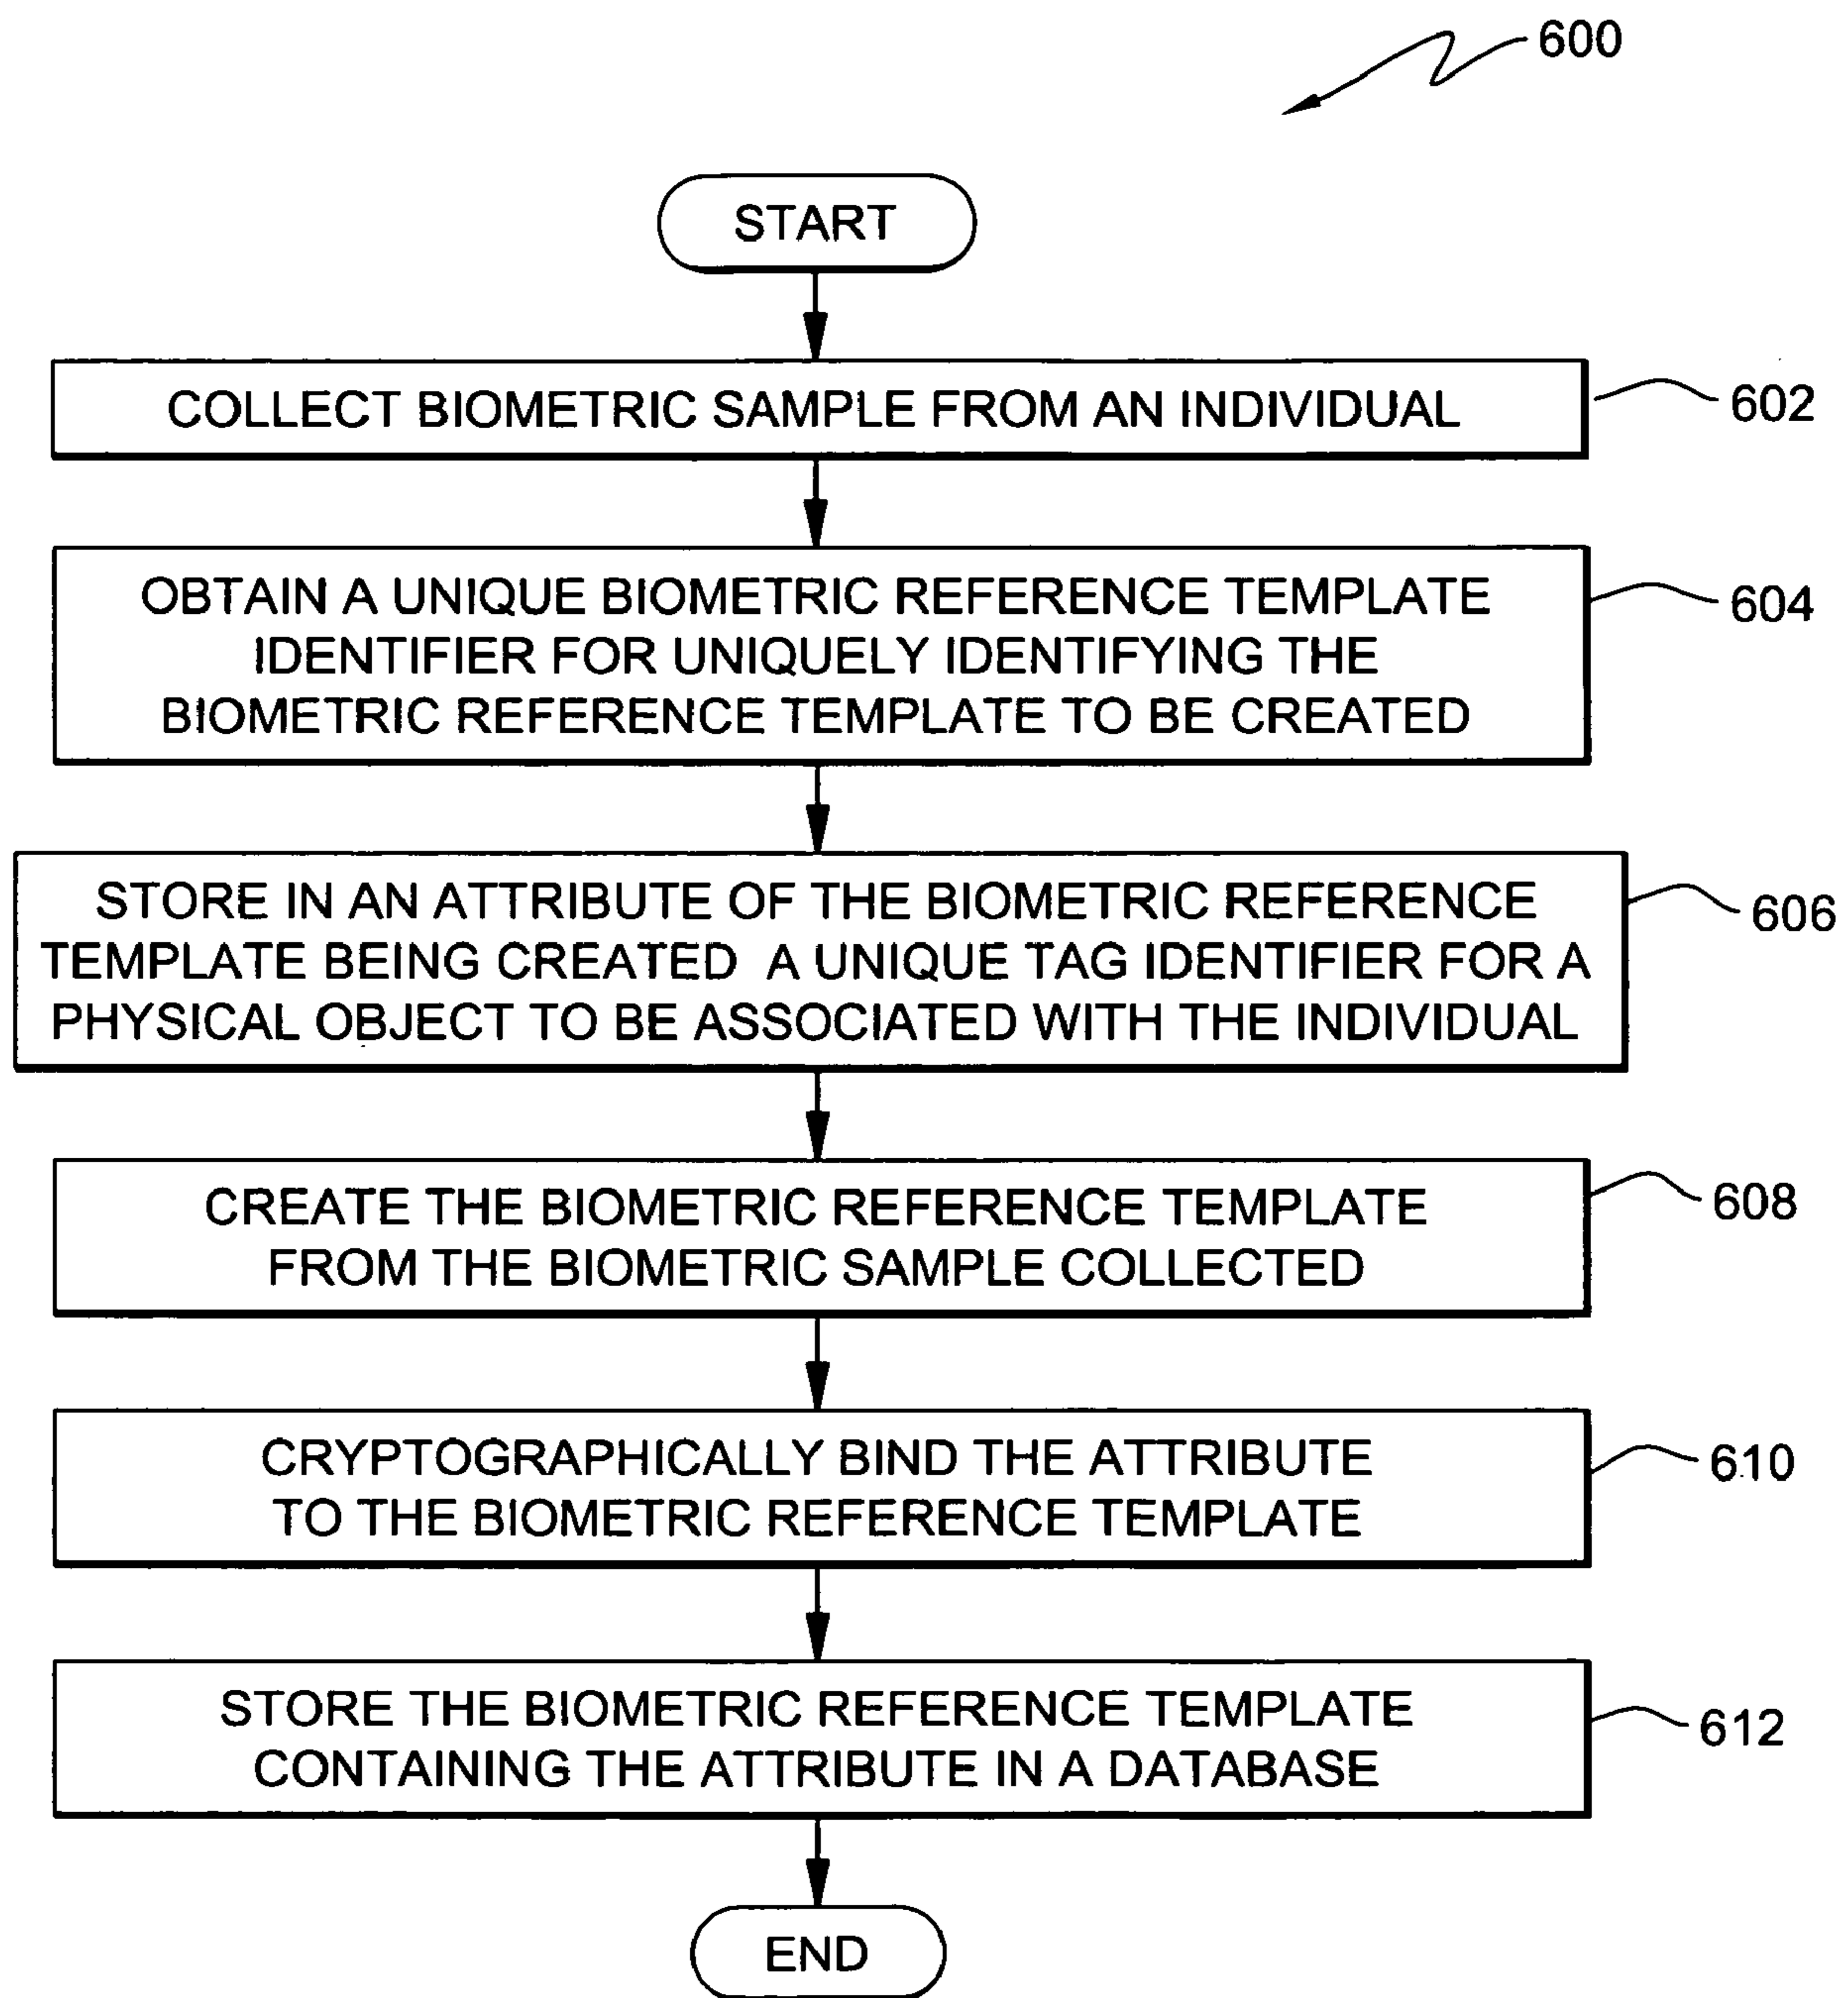 600
START
COLLECT BIOMETRIC SAMPLE FROM AN INDIVIDUAL
602
OBTAIN A UNIQUE BIOMETRIC REFERENCE TEMPLATE
IDENTIFIER FOR UNIQUELY IDENTIFYING THE
BIOMETRIC REFERENCE TEMPLATE TO BE CREATED
604
STORE IN AN ATTRIBUTE OF THE BIOMETRIC REFERENCE
TEMPLATE BEING CREATED A UNIQUE TAG IDENTIFIER FOR A
PHYSICAL OBJECT TO BE ASSOCIATED WITH THE INDIVIDUAL
606
CREATE THE BIOMETRIC REFERENCE TEMPLATE
FROM THE BIOMETRIC SAMPLE COLLECTED
608
CRYPTOGRAPHICALLY BIND THE ATTRIBUTE
TO THE BIOMETRIC REFERENCE TEMPLATE
610
STORE THE BIOMETRIC REFERENCE TEMPLATE
CONTAINING THE ATTRIBUTE IN A DATABASE
612
END